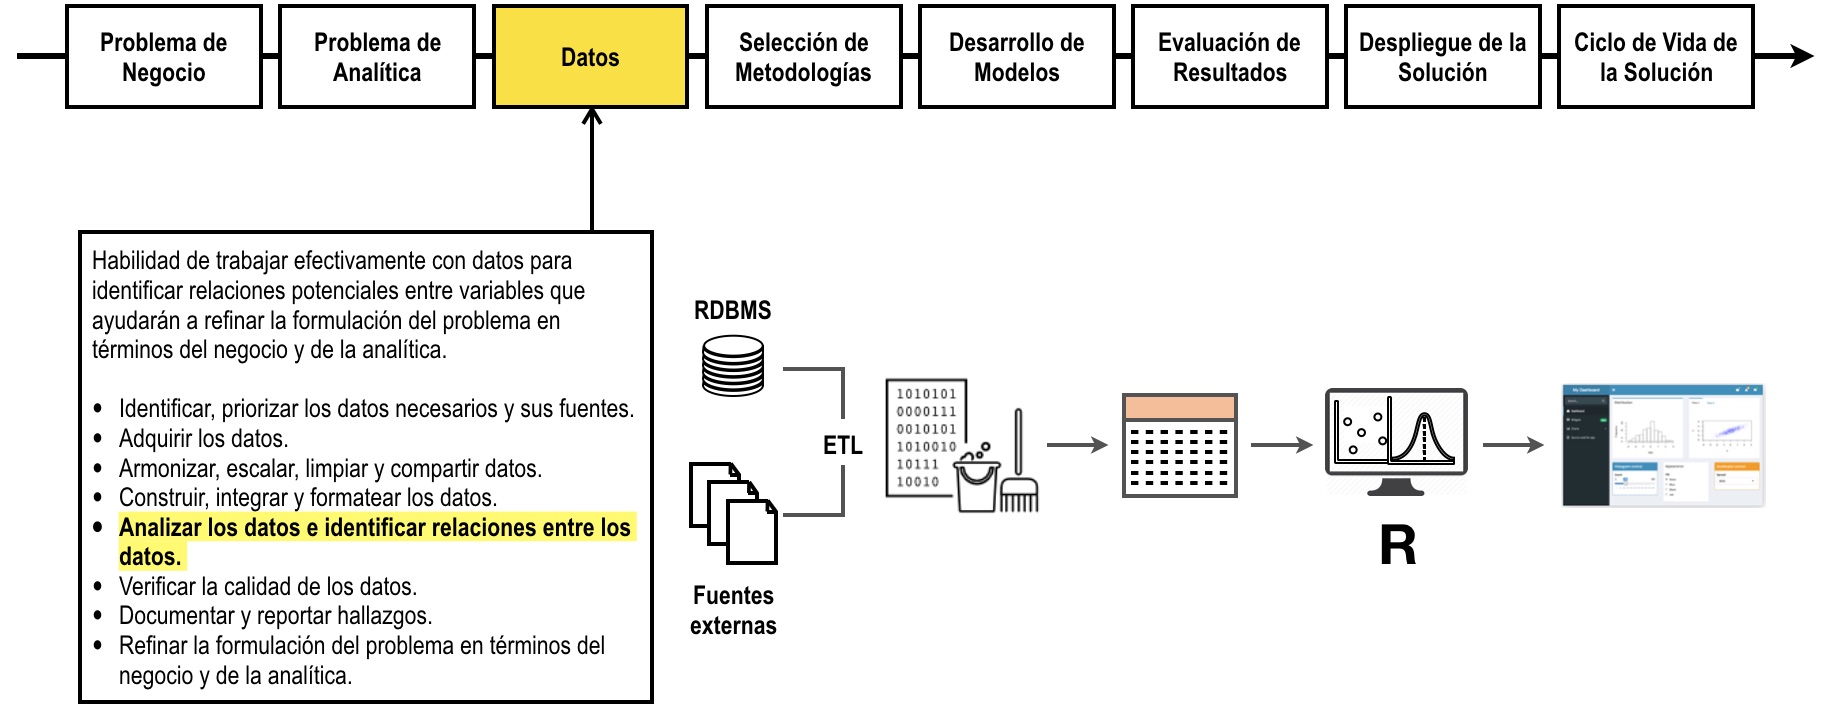 Problema de
Negocio
Problema de
Analítica
Datos
Selección de
Metodologías
Desarrollo de
Modelos
Evaluación de
Resultados
Despliegue de la
Solución
Ciclo de Vida de
la Solución
Habilidad de trabajar efectivamente con datos para
identificar relaciones potenciales entre variables que
ayudarán a refinar la formulación del problema en
términos del negocio y de la analítica.
• Identificar, priorizar los datos necesarios y sus fuentes.
• Adquirir los datos.
• Armonizar, escalar, limpiar y compartir datos.
• Construir, integrar y formatear los datos.
• Analizar los datos e identificar relaciones entre los
datos.
• Verificar la calidad de los datos.
• Documentar y reportar hallazgos.
• Refinar la formulación del problema en términos del
negocio y de la analítica.
RDBMS
ETL
Fuentes
externas
1010101
0000111
0010101
1010010
10111
10010
R
My Dashboard